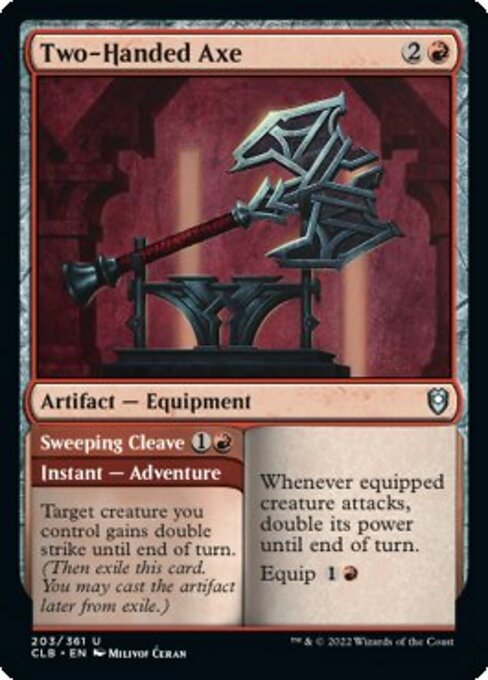 Two-Handed Axe 2
Artifact — Equipment
Sweeping Cleave 1
Instant — Adventure
Target creature you
control gains double
strike until end of turn.
(Then exile this card.
You may cast the artifact
later from exile.)
Whenever equipped
creature attacks,
double its power
until end of turn.
Equip 1
203/361 U
CLB • EN Milivoj Ćeran
™ & © 2022 Wizards of the Coast